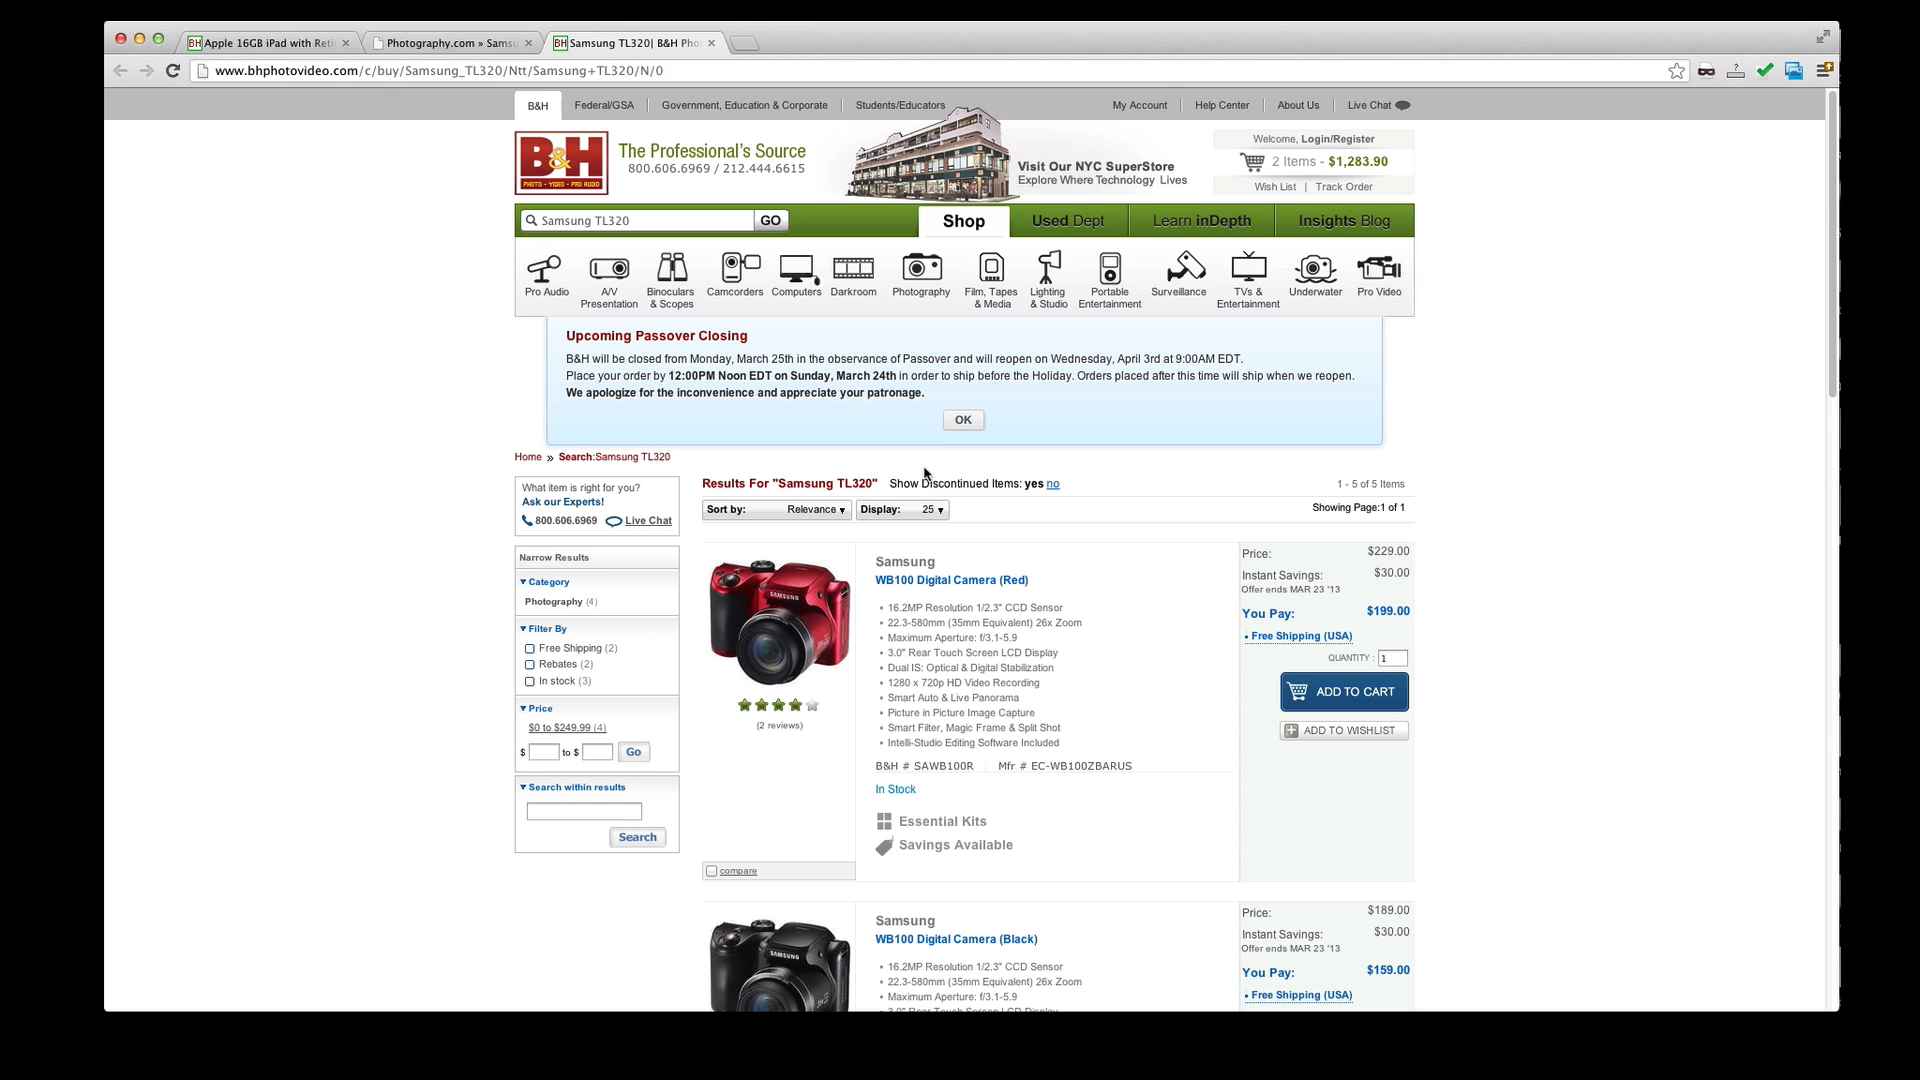 Apple 16GB iPad with Reti
Photography.com » Samsu
Samsung TL320| B&H Pho
www.bhphotovideo.com/c/buy/Samsung_TL320/Ntt/Samsung+TL320/N/0
B&H
Federal/GSA
Government, Education & Corporate
Students/Educators
My Account
Help Center
About Us
Live Chat
B&H
PHOTO - VIDEO - PRO AUDIO
The Professional's Source
800.606.6969 / 212.444.6615
Visit Our NYC SuperStore
Explore Where Technology Lives
Welcome, Login/Register
2 Items - $1,283.90
Wish List | Track Order
Samsung TL320
GO
Shop
Used Dept
Learn inDepth
Insights Blog
Pro Audio
A/V
Presentation
Binoculars
& Scopes
Camcorders
Computers
Darkroom
Photography
Film, Tapes
& Media
Lighting
& Studio
Portable
Entertainment
Surveillance
TVs &
Entertainment
Underwater
Pro Video
Upcoming Passover Closing
B&H will be closed from Monday, March 25th in the observance of Passover and will reopen on Wednesday, April 3rd at 9:00AM EDT.
Place your order by 12:00PM Noon EDT on Sunday, March 24th in order to ship before the Holiday. Orders placed after this time will ship when we reopen.
We apologize for the inconvenience and appreciate your patronage.
OK
Home » Search:Samsung TL320
What item is right for you?
Ask our Experts!
800.606.6969 Live Chat
Narrow Results
Category
Photography (4)
Filter By
Free Shipping (2)
Rebates (2)
In stock (3)
Price
$0 to $249.99 (4)
$ to $ Go
Search within results
Search
Results For "Samsung TL320" Show Discontinued Items: yes no
1 - 5 of 5 Items
Sort by: Relevance ▾
Display: 25 ▾
Showing Page:1 of 1
SAMSUNG
(2 reviews)
compare
Samsung
WB100 Digital Camera (Red)
• 16.2MP Resolution 1/2.3" CCD Sensor
• 22.3-580mm (35mm Equivalent) 26x Zoom
• Maximum Aperture: f/3.1-5.9
• 3.0" Rear Touch Screen LCD Display
• Dual IS: Optical & Digital Stabilization
• 1280 x 720p HD Video Recording
• Smart Auto & Live Panorama
• Picture in Picture Image Capture
• Smart Filter, Magic Frame & Split Shot
• Intelli-Studio Editing Software Included
B&H # SAWB100R
Mfr # EC-WB100ZBARUS
In Stock
Essential Kits
Savings Available
Price: $229.00
Instant Savings: $30.00
Offer ends MAR 23 '13
You Pay: $199.00
• Free Shipping (USA)
QUANTITY : 1
ADD TO CART
ADD TO WISHLIST
SAMSUNG
Samsung
WB100 Digital Camera (Black)
• 16.2MP Resolution 1/2.3" CCD Sensor
• 22.3-580mm (35mm Equivalent) 26x Zoom
• Maximum Aperture: f/3.1-5.9
• 3.0" Rear Touch Screen LCD Display
Price: $189.00
Instant Savings: $30.00
Offer ends MAR 23 '13
You Pay: $159.00
• Free Shipping (USA)